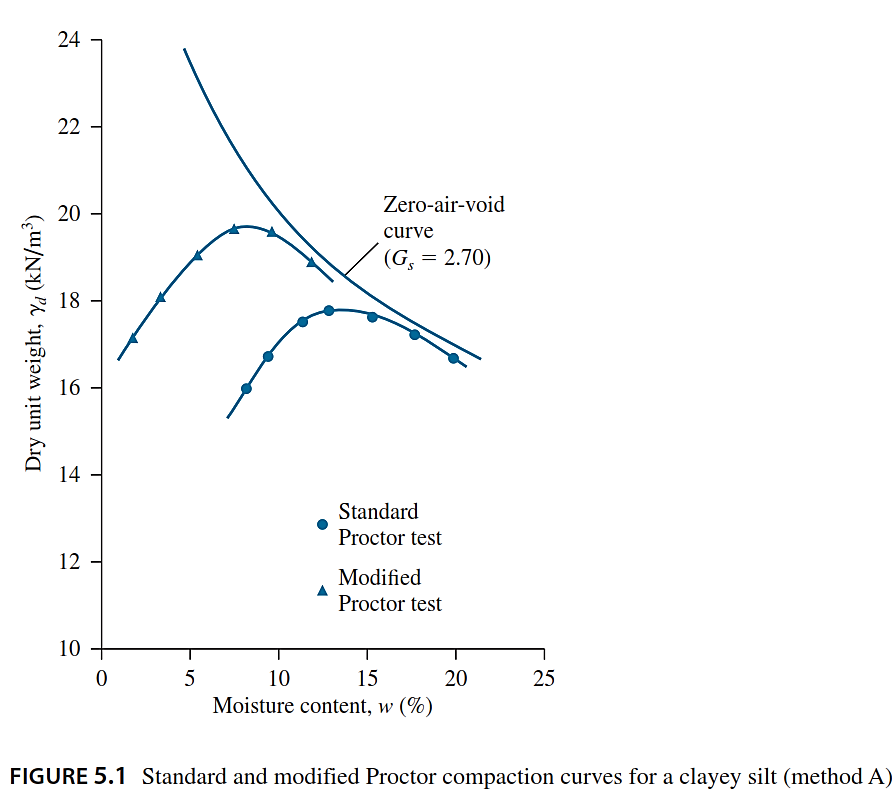 24
22
20
18
16
14
12
10
Dry unit weight, γd (kN/m³)
Zero-air-void
curve
(Gs = 2.70)
Standard
Proctor test
Modified
Proctor test
0 5 10 15 20 25
Moisture content, w (%)
FIGURE 5.1 Standard and modified Proctor compaction curves for a clayey silt (method A)